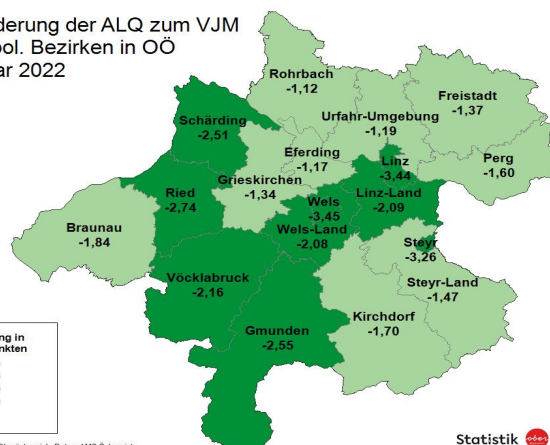 derung der ALQ zum VJM
pol. Bezirken in OÖ
ar 2022
Rohrbach
-1,12
Freistadt
-1,37
Schärding
-2,51
Urfahr-Umgebung
-1,19
Eferding
-1,17
Linz
-3,44
Perg
-1,60
Grieskirchen
-1,34
Ried
-2,74
Wels
-3,45
Linz-Land
-2,09
Braunau
-1,84
Wels-Land
-2,08
Steyr
-3,26
Vöcklabruck
-2,16
Steyr-Land
-1,47
Kirchdorf
-1,70
Gmunden
-2,55
ng in
nkten
Statistik